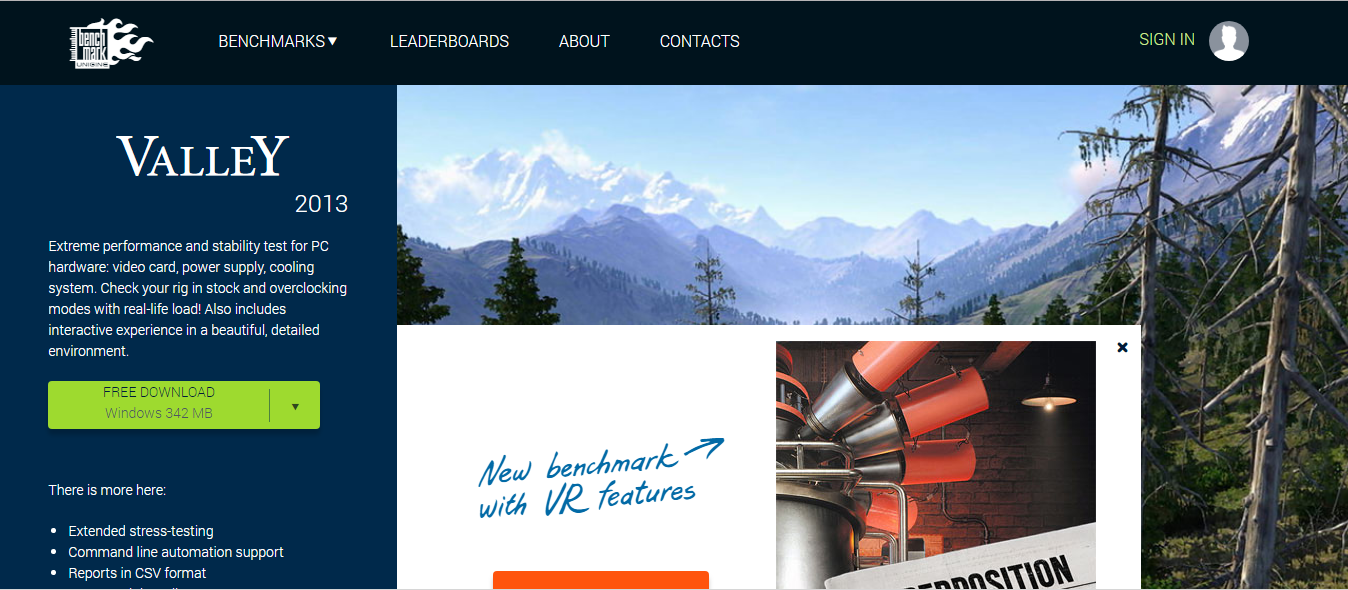 bench
mark
UNIGINE
BENCHMARKS▼
LEADERBOARDS
ABOUT
CONTACTS
SIGN IN
VALLEY
2013
Extreme performance and stability test for PC
hardware: video card, power supply, cooling
system. Check your rig in stock and overclocking
modes with real-life load! Also includes
interactive experience in a beautiful, detailed
environment.
FREE DOWNLOAD
Windows 342 MB
▼
There is more here:
• Extended stress-testing
• Command line automation support
• Reports in CSV format
New benchmark
with VR features